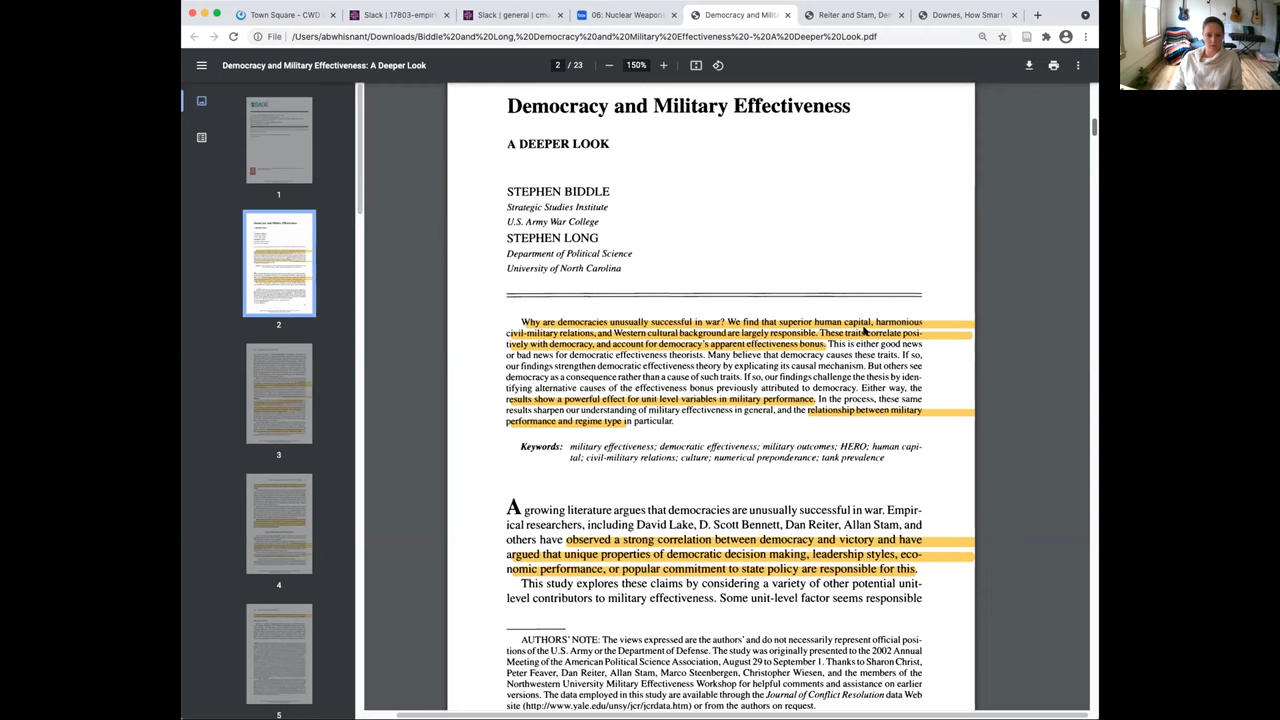 Town Square - CWD
Slack | 17803-empir
Slack | general | cmu
06: Nuclear Weapons
Democracy and Milit
Reiter and Stam, Dem
Downes, How Smart
File
/Users/abwhisnant/Downloads/Biddle%20and%20Long,%20Democracy%20and%20Military%20Effectiveness%20-%20A%20Deeper%20Look.pdf
Democracy and Military Effectiveness: A Deeper Look
2 / 23
150%
1
2
3
4
5
Democracy and Military Effectiveness
A DEEPER LOOK
STEPHEN BIDDLE
Strategic Studies Institute
U.S. Army War College
STEPHEN LONG
Department of Political Science
University of North Carolina
Why are democracies unusually successful in war? We find that superior human capital, harmonious
civil-military relations, and Western cultural background are largely responsible. These traits correlate posi-
tively with democracy, and account for democracy's apparent effectiveness bonus. This is either good news
or bad news for democratic effectiveness theorists. Many believe that democracy causes these traits. If so,
our findings strengthen democratic effectiveness theory by explicating its causal mechanism. But others see
democracy as a consequence rather than a cause of such traits. If so, our findings challenge the thesis by iden-
tifying alternative causes of the effectiveness bonus previously attributed to democracy. Either way, the
results show a powerful effect for unit level variables in military performance. In the process, these same
results sharpen our understanding of military effectiveness in general, and the relationship between military
performance and regime type in particular.
Keywords: military effectiveness; democratic effectiveness; military outcomes; HERO; human capi-
tal; civil-military relations; culture; numerical preponderance; tank prevalence
A growing literature argues that democracies are unusually successful in war. Empir-
ical researchers, including David Lake, D. Scott Bennett, Dan Reiter, Allan Stam, and
others have observed a strong correlation between democracy and victory and have
argued that unique properties of democratic decision making, leadership styles, eco-
nomic performance, or popular commitment to state policy are responsible for this.
This study explores these claims by considering a variety of other potential unit-
level contributors to military effectiveness. Some unit-level factor seems responsible
AUTHORS' NOTE: The views expressed are the authors' and do not necessarily represent official posi-
tions of the U.S. Army or the Department of Defense. The study was originally presented to the 2002 Annual
Meeting of the American Political Science Association, August 29 to September 1. Thanks to Sharon Christ,
Peter Feaver, Dan Reiter, Allan Stam, Marco Steenbergen, Christopher Wiesen, and the members of the
Northwestern University Military Effectiveness Workshop for helpful comments and assistance on earlier
versions. The data employed in this study are available through the Journal of Conflict Resolution data Web
site (http://www.yale.edu/unsy/jcr/jcrdata.htm) or from the authors on request.